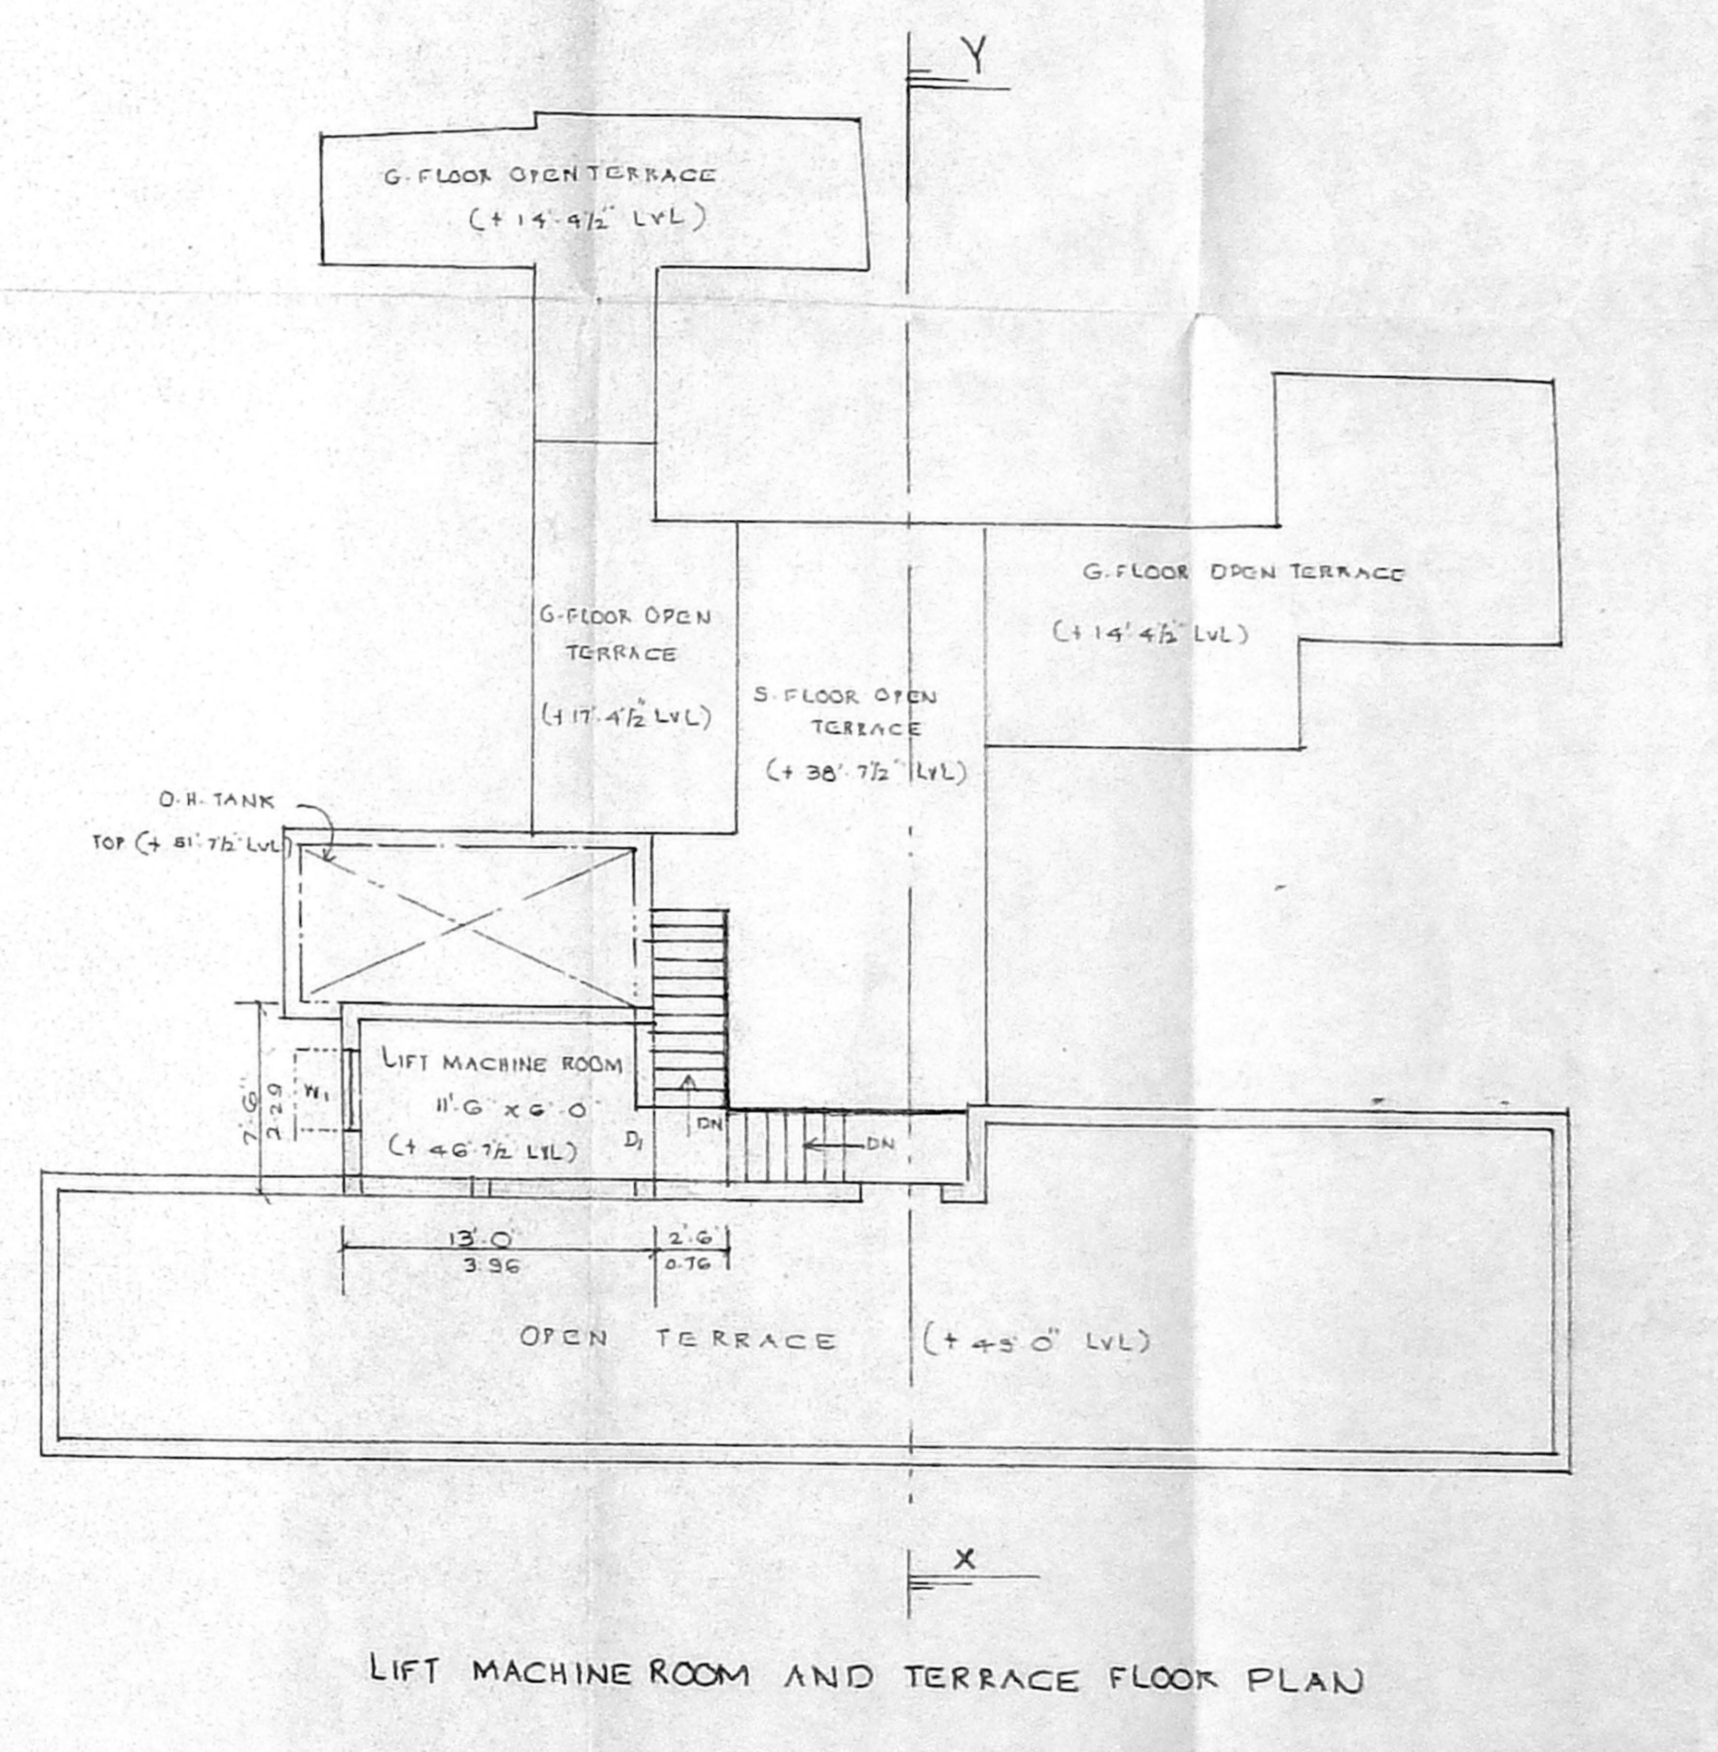 Y
G. FLOOR OPEN TERRACE
(+ 14'. 4½" LVL)
G. FLOOR OPEN TERRACE
(+ 14' 4½" LVL)
G. FLOOR OPEN
TERRACE
(+ 17'. 4½" LVL)
S. FLOOR OPEN
TERRACE
(+ 38'. 7½" LVL)
O.H. TANK
TOP (+ 51'. 7½" LVL)
LIFT MACHINE ROOM
11'. 6" x 6'. 0"
(+ 46'. 7½" LVL)
W1
7'. 6"
2.29
D1
DN
DN
13'. 0"
3.96
2'. 6"
0.76
OPEN TERRACE (+ 0" LVL)
X
LIFT MACHINE ROOM AND TERRACE FLOOR PLAN